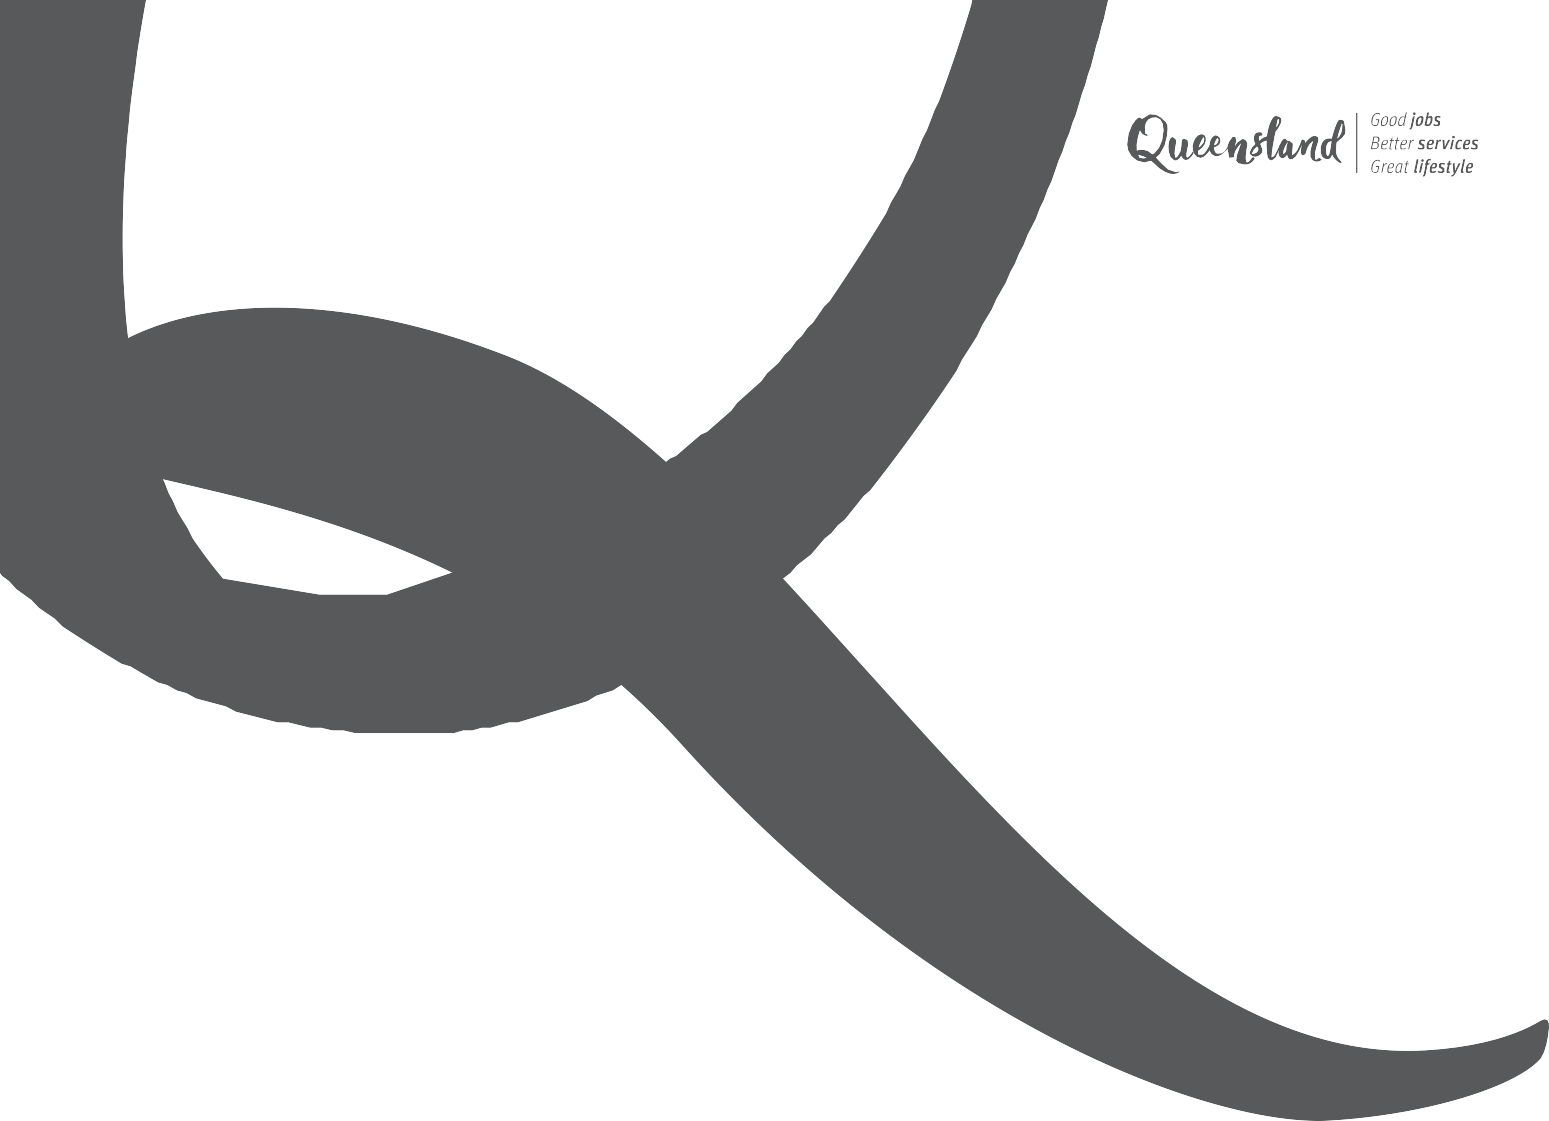 Queensland
Good jobs
Better services
Great lifestyle